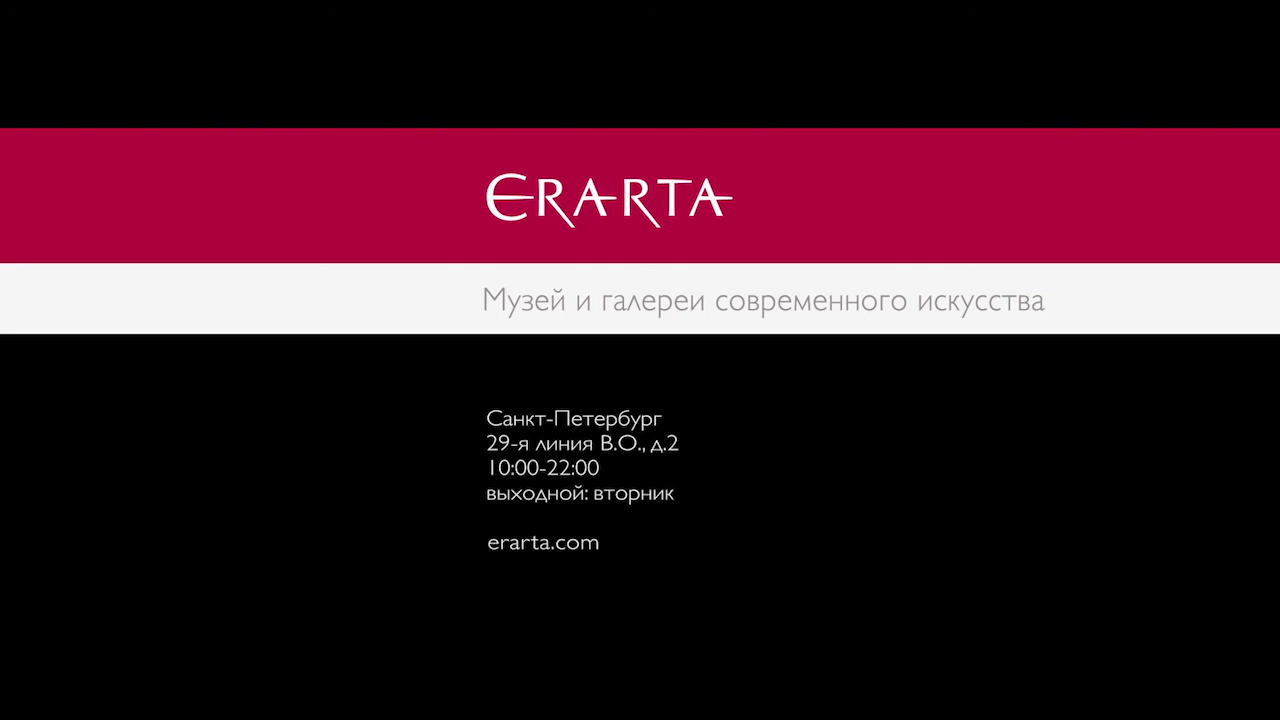 ERARTA
Музей и галереи современного искусства
Санкт-Петербург
29-я линия В.О., д.2
10:00-22:00
выходной: вторник
erarta.com